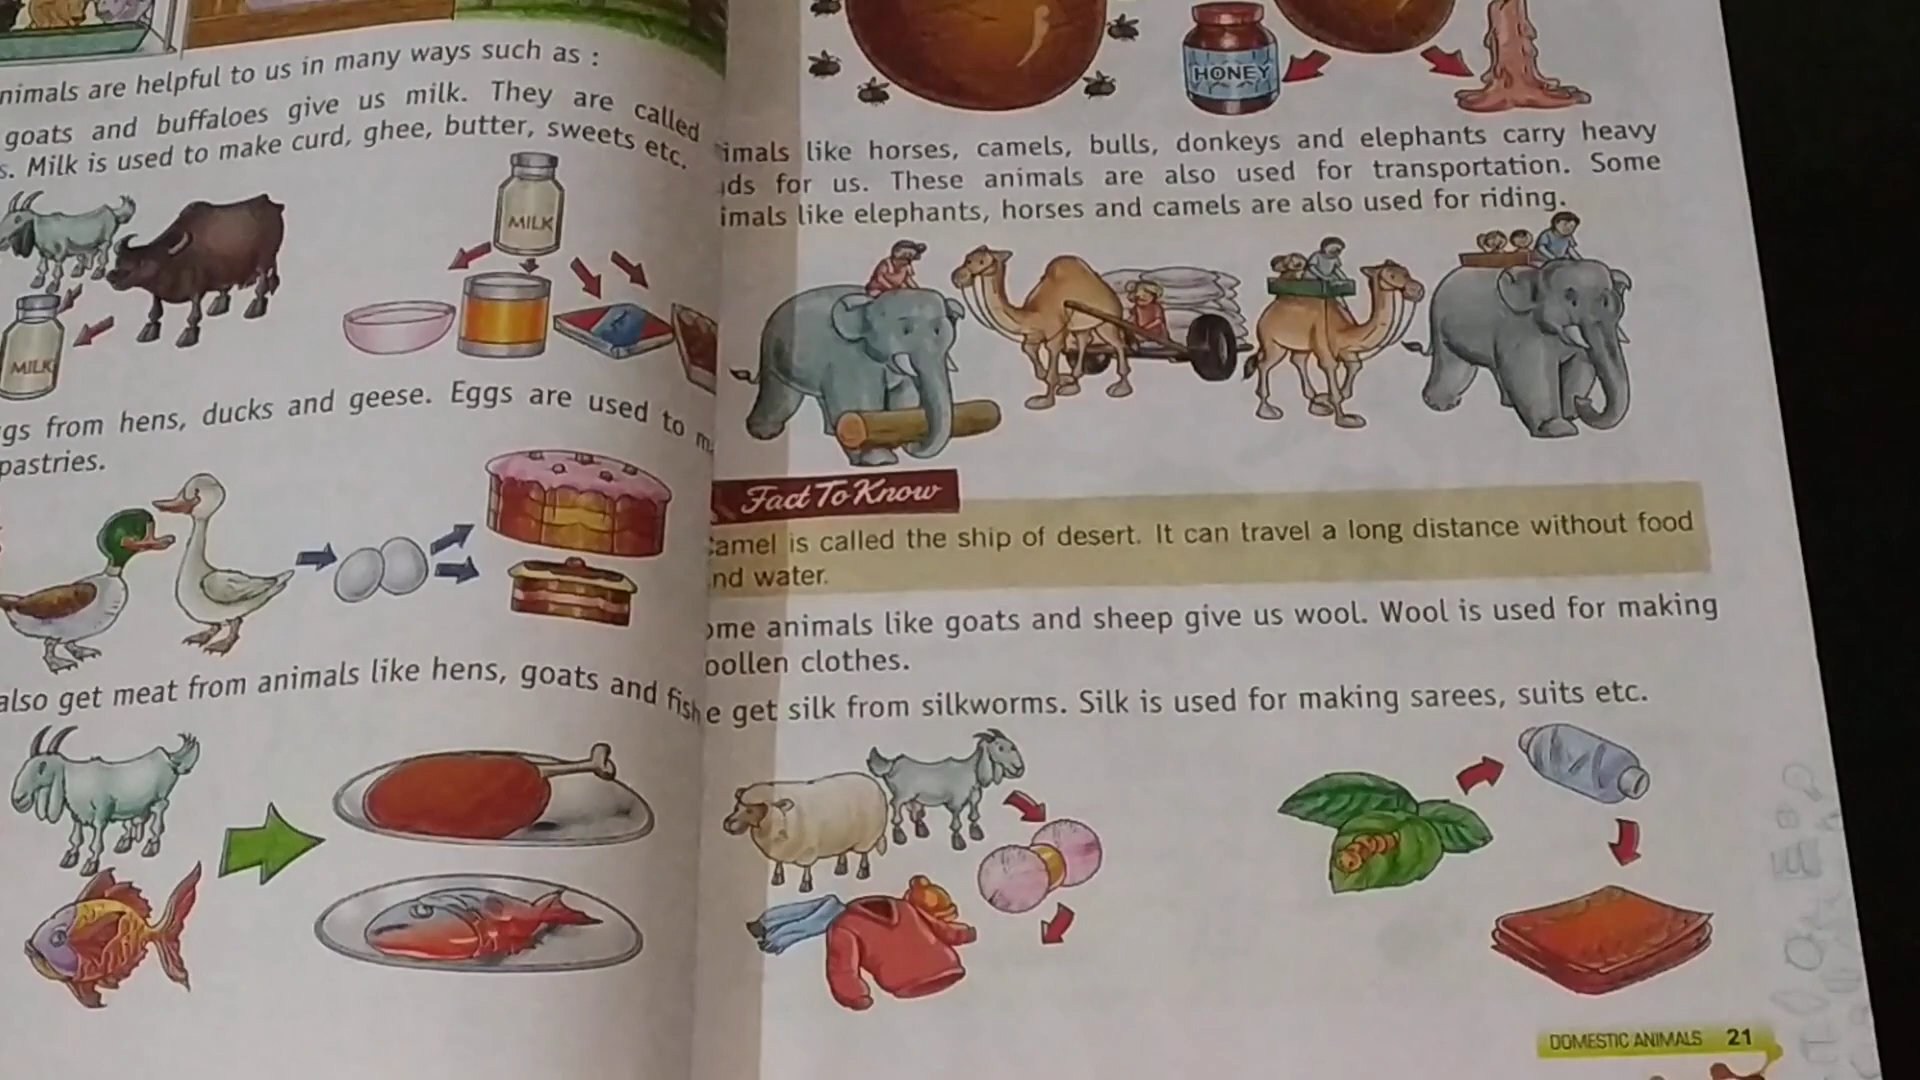 nimals are helpful to us in many ways such as :
goats and buffaloes give us milk. They are called
s. Milk is used to make curd, ghee, butter, sweets etc.
MILK
MILK
gs from hens, ducks and geese. Eggs are used to m
pastries.
also get meat from animals like hens, goats and fish
HONEY
imals like horses, camels, bulls, donkeys and elephants carry heavy
ds for us. These animals are also used for transportation. Some
imals like elephants, horses and camels are also used for riding.
Fact To Know
amel is called the ship of desert. It can travel a long distance without food
nd water.
ome animals like goats and sheep give us wool. Wool is used for making
oollen clothes.
e get silk from silkworms. Silk is used for making sarees, suits etc.
DOMESTIC ANIMALS 21